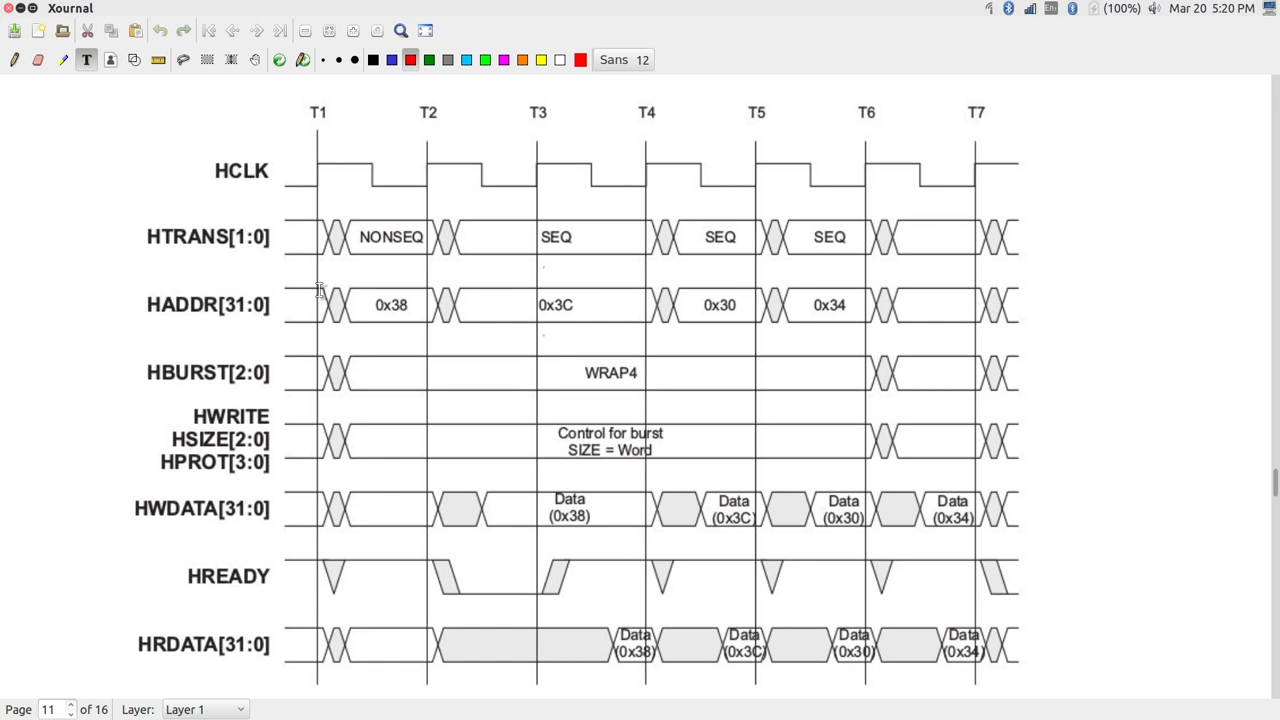 Xournal
En
(100%)
Mar 20 5:20 PM
T
Sans 12
T1 T2 T3 T4 T5 T6 T7
HCLK
HTRANS[1:0] NONSEQ SEQ SEQ SEQ
HADDR[31:0] 0x38 0x3C 0x30 0x34
HBURST[2:0] WRAP4
HWRITE
HSIZE[2:0]
HPROT[3:0]
Control for burst
SIZE = Word
HWDATA[31:0]
Data Data Data Data
(0x38) (0x3C) (0x30) (0x34)
HREADY
HRDATA[31:0]
Data Data Data Data
(0x38) (0x3C) (0x30) (0x34)
Page 11 of 16 Layer: Layer 1